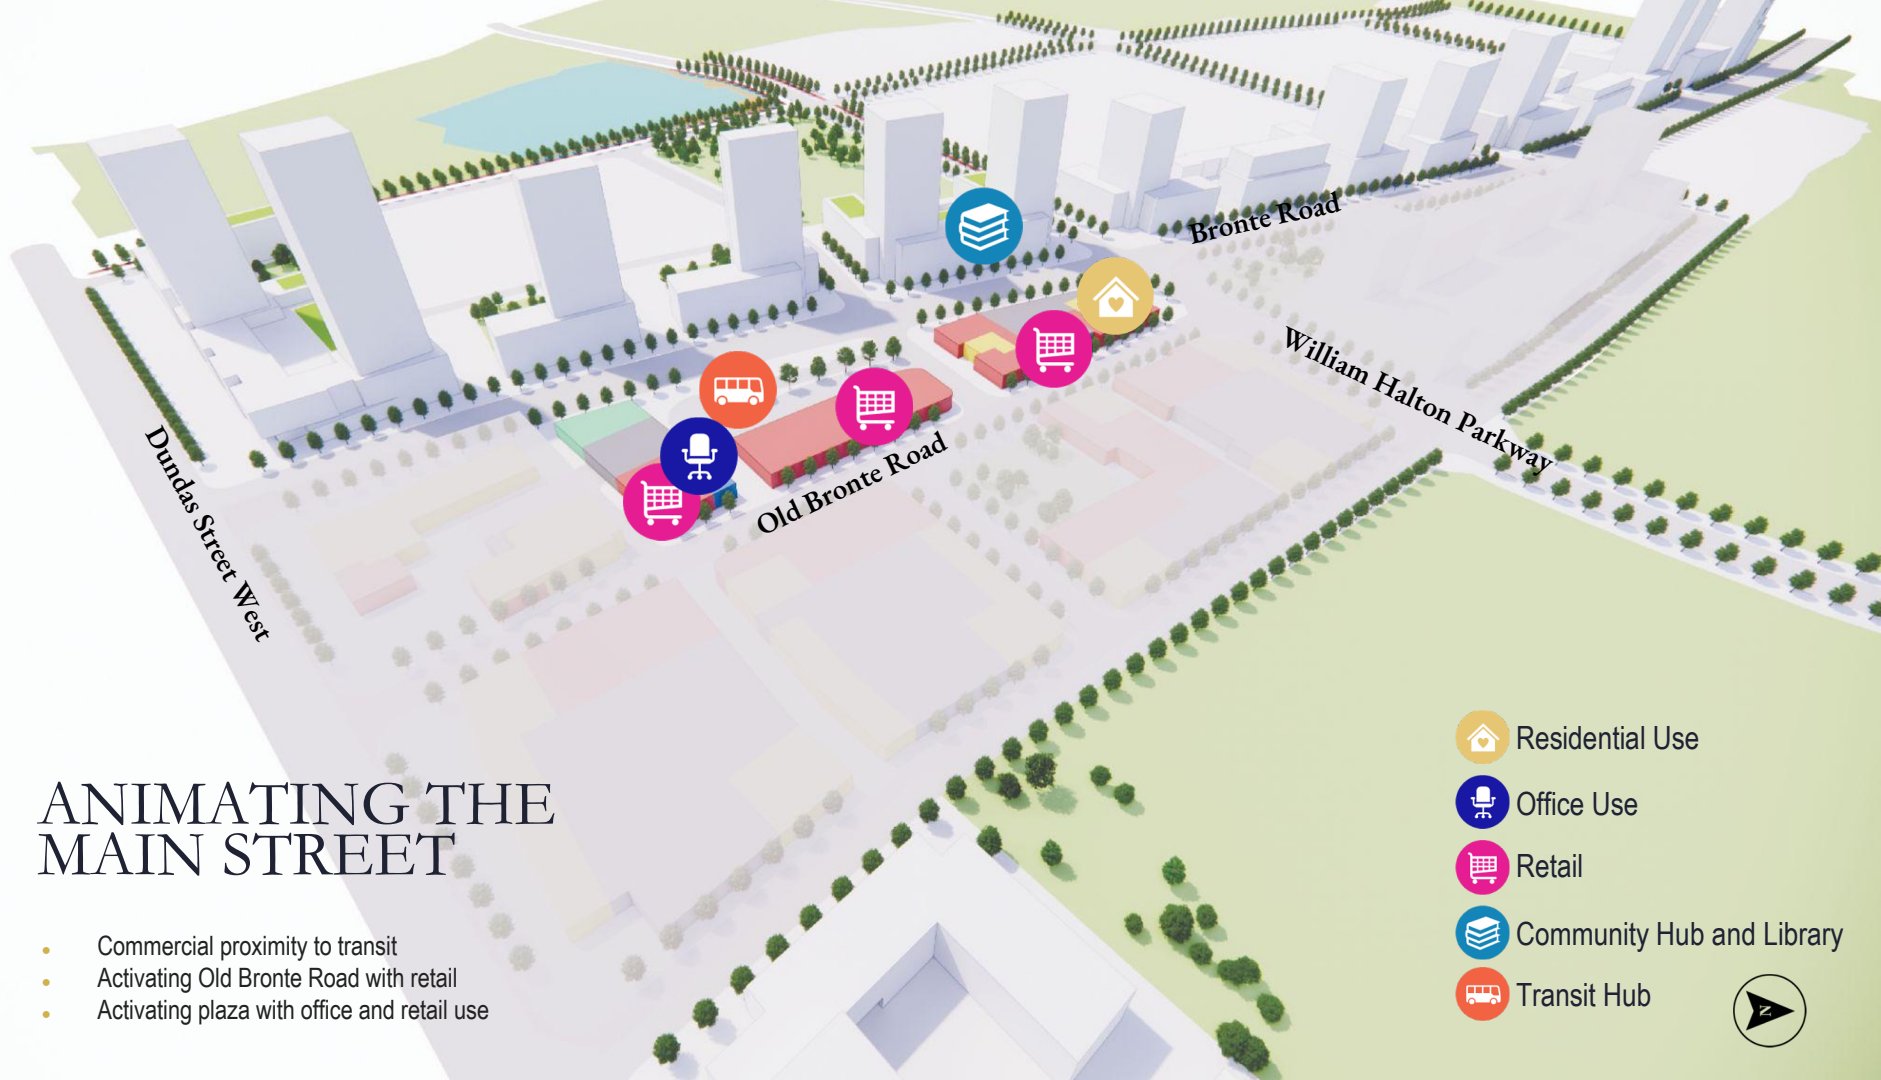 Bronte Road
William Halton Parkway
Old Bronte Road
Dundas Street West
ANIMATING THE
MAIN STREET
Commercial proximity to transit
Activating Old Bronte Road with retail
Activating plaza with office and retail use
Residential Use
Office Use
Retail
Community Hub and Library
Transit Hub
N